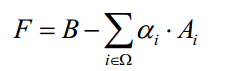 F = B − ∑_{i∈Ω} α_i · A_i